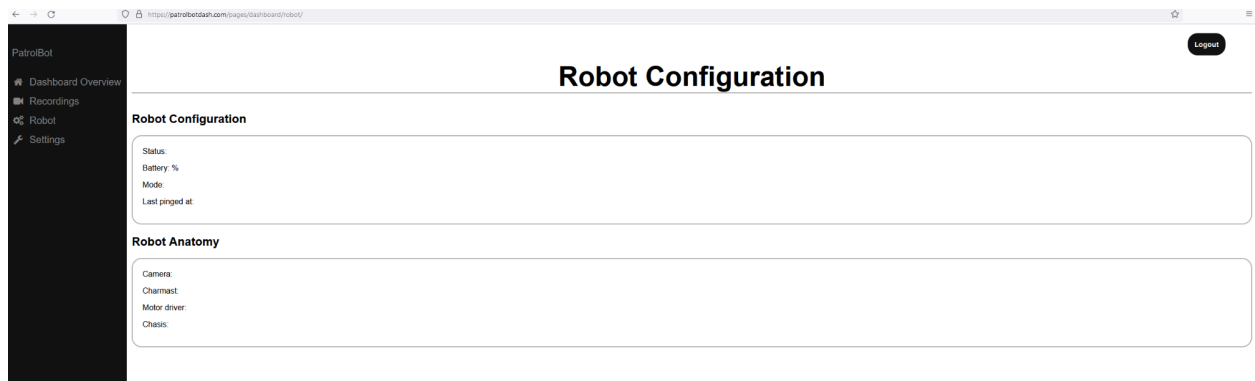 https://patrolbotdash.com/pages/dashboard/robot/
PatrolBot
Dashboard Overview
Recordings
Robot
Settings
Logout
Robot Configuration
Robot Configuration
Status:
Battery: %
Mode:
Last pinged at:
Robot Anatomy
Camera:
Charmast:
Motor driver:
Chasis: